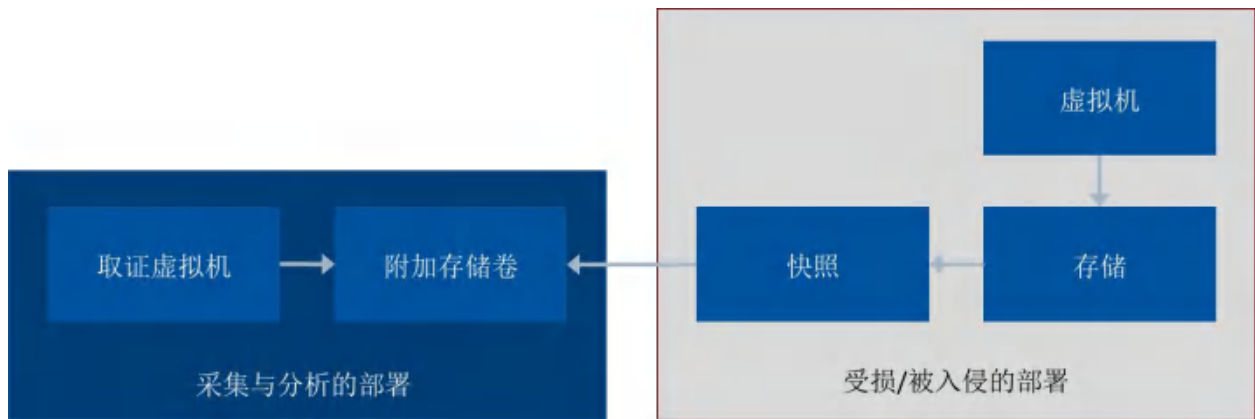 虚拟机
取证虚拟机
附加存储卷
快照
存储
采集与分析的部署
受损/被入侵的部署